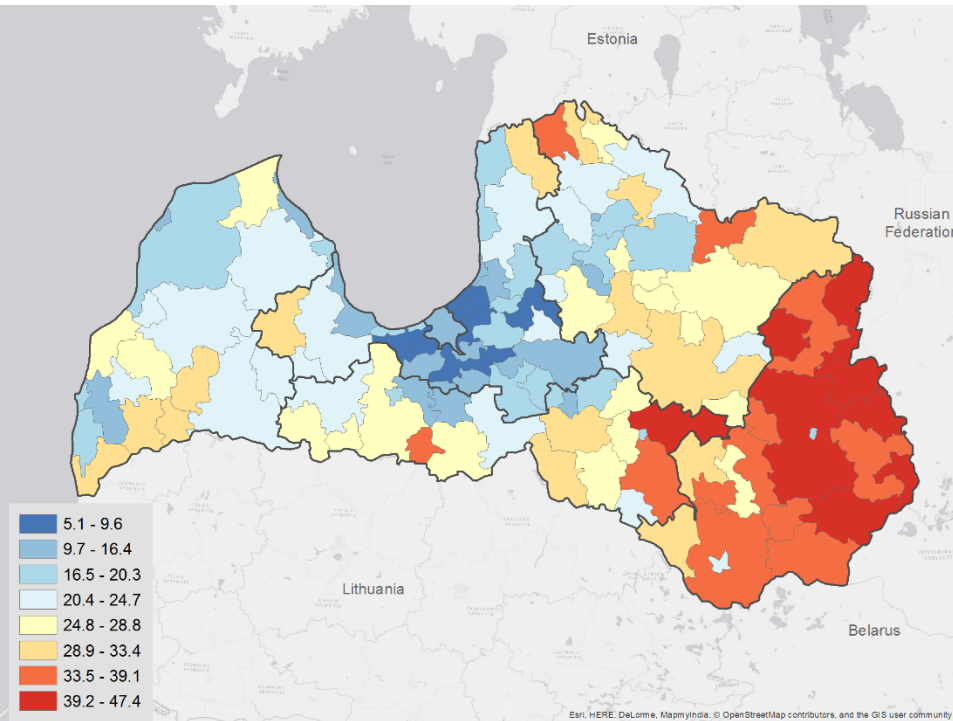 Estonia
Russian
Federation
5.1 - 9.6
9.7 - 16.4
16.5 - 20.3
20.4 - 24.7
24.8 - 28.8
28.9 - 33.4
33.5 - 39.1
39.2 - 47.4
Lithuania
Belarus
Esri, HERE, DeLorme, MapmyIndia, © OpenStreetMap contributors, and the GIS user community